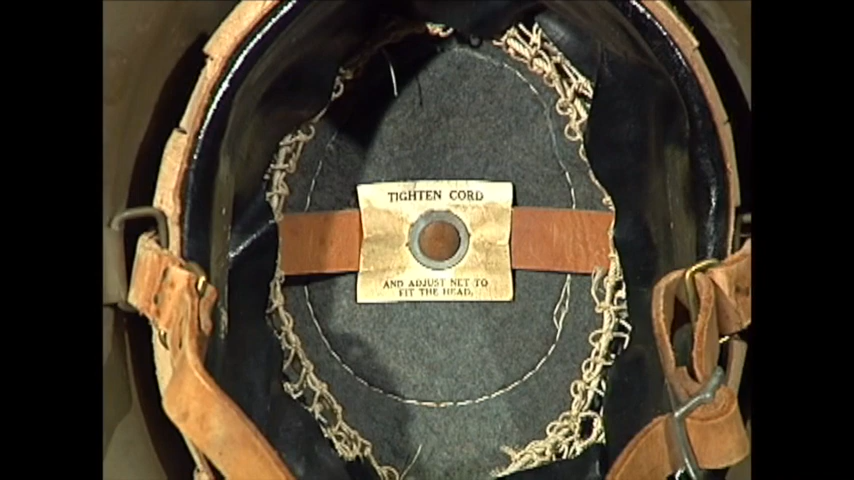 TIGHTEN CORD
AND ADJUST NET TO
FIT THE HEAD.